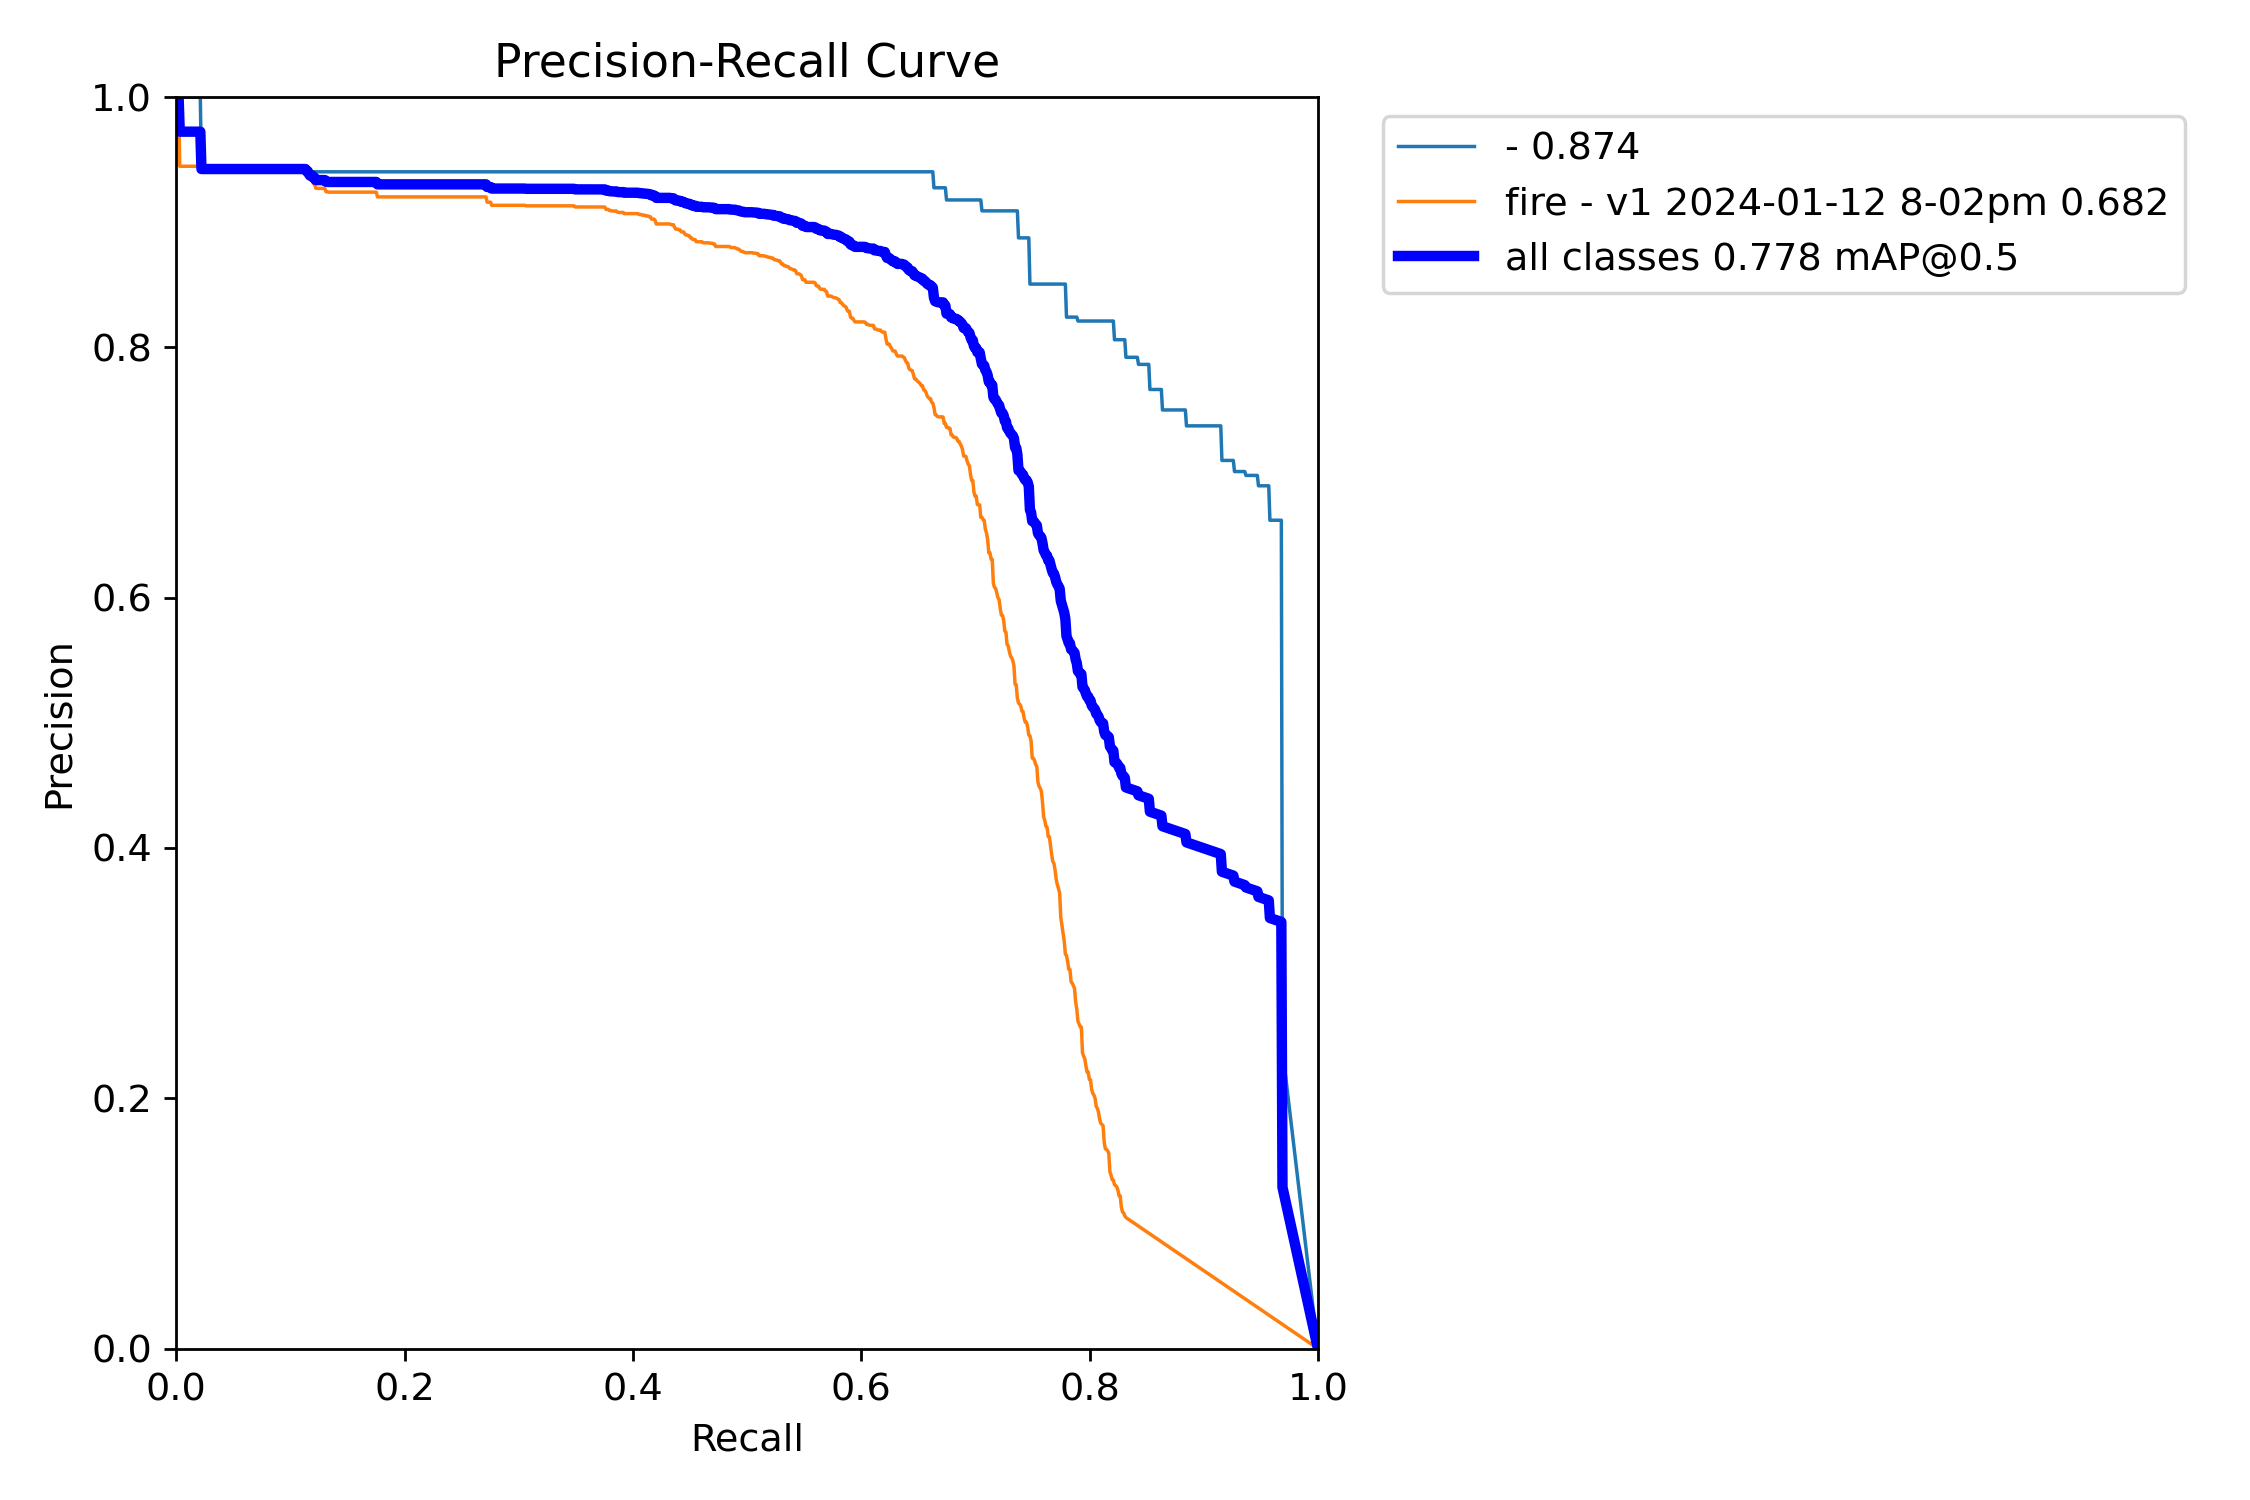 Precision-Recall Curve
- 0.874
fire - v1 2024-01-12 8-02pm 0.682
all classes 0.778 mAP@0.5
Precision
1.0
0.8
0.6
0.4
0.2
0.0
0.0 0.2 0.4 0.6 0.8 1.0
Recall